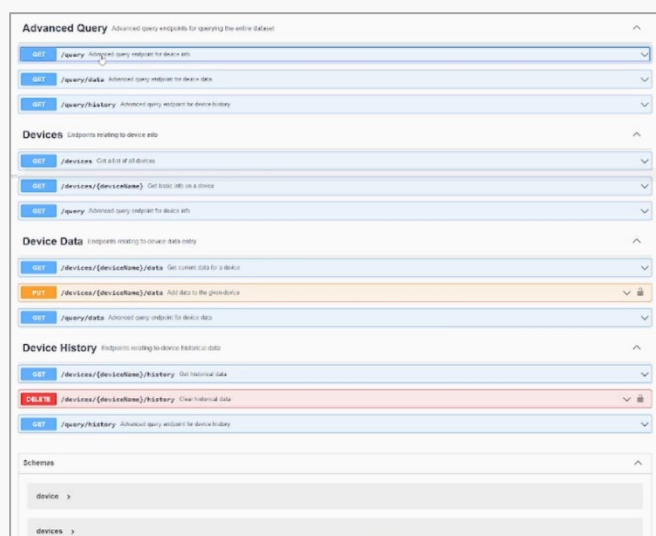 Advanced Query Advanced query endpoints for querying the entire dataset
GET /query Advanced query endpoint for device info
GET /query/data Advanced query endpoint for device data
GET /query/history Advanced query endpoint for device history
Devices Endpoints relating to device info
GET /devices Get a list of all devices
GET /devices/{deviceName} Get basic info on a device
GET /query Advanced query endpoint for device info
Device Data Endpoints relating to device data entry
GET /devices/{deviceName}/data Get current data for a device
PUT /devices/{deviceName}/data Add data to the given device
GET /query/data Advanced query endpoint for device data
Device History Endpoints relating to device historical data
GET /devices/{deviceName}/history Get historical data
DELETE /devices/{deviceName}/history Clear historical data
GET /query/history Advanced query endpoint for device history
Schemas
device
devices